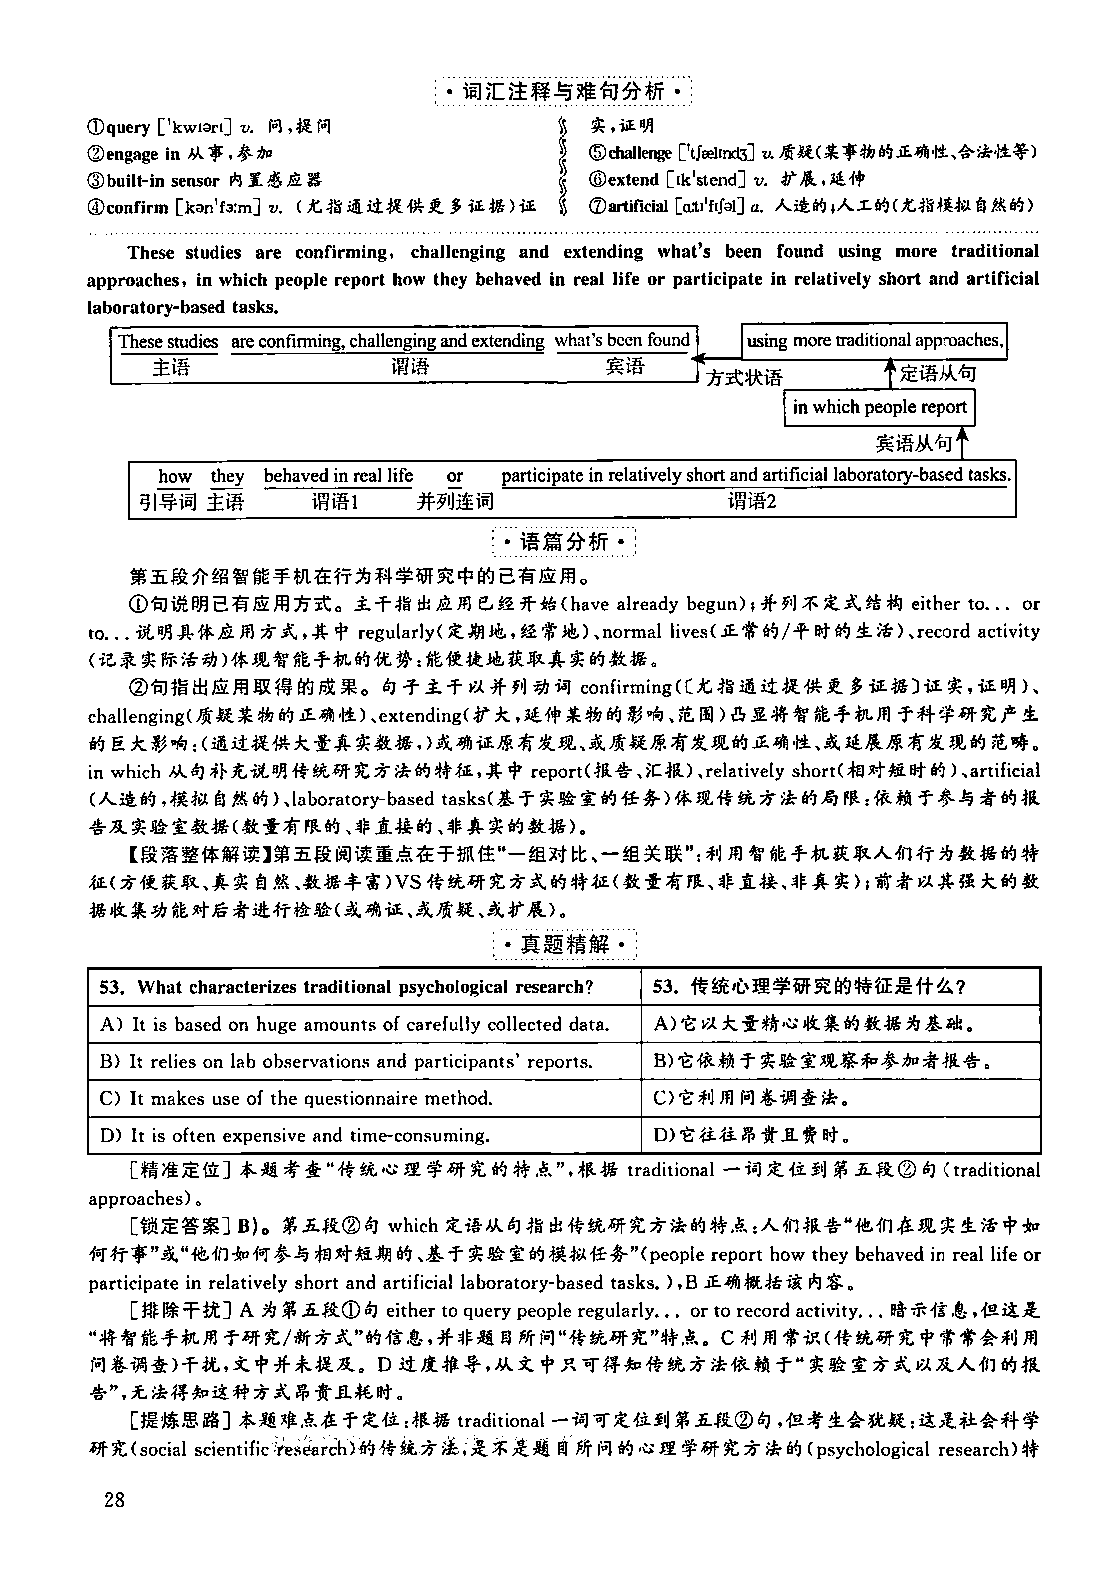 ·词汇注释与难句分析·
①query [ˈkwɪərɪ] v. 问,提问
②engage in 从事,参加
③built-in sensor 内置感应器
④confirm [kənˈfɜːm] v. (尤指通过提供更多证据)证
实,证明
⑤challenge [ˈtʃælɪndʒ] v. 质疑(某事物的正确性、合法性等)
⑥extend [ɪkˈstend] v. 扩展,延伸
⑦artificial [ɑːtɪˈfɪʃəl] a. 人造的;人工的(尤指模拟自然的)
These studies are confirming, challenging and extending what's been found using more traditional
approaches, in which people report how they behaved in real life or participate in relatively short and artificial
laboratory-based tasks.
These studies are confirming, challenging and extending what's been found using more traditional approaches,
主语 谓语 宾语 方式状语 定语从句
in which people report
宾语从句
how they behaved in real life or participate in relatively short and artificial laboratory-based tasks.
引导词 主语 谓语1 并列连词 谓语2
·语篇分析·
第五段介绍智能手机在行为科学研究中的已有应用。
①句说明已有应用方式。主干指出应用已经开始(have already begun);并列不定式结构 either to... or
to...说明具体应用方式,其中 regularly(定期地,经常地)、normal lives(正常的/平时的生活)、record activity
(记录实际活动)体现智能手机的优势:能便捷地获取真实的数据。
②句指出应用取得的成果。句子主干以并列动词 confirming(〔尤指通过提供更多证据〕证实,证明)、
challenging(质疑某物的正确性)、extending(扩大,延伸某物的影响、范围)凸显将智能手机用于科学研究产生
的巨大影响:(通过提供大量真实数据,)或确证原有发现、或质疑原有发现的正确性、或延展原有发现的范畴。
in which 从句补充说明传统研究方法的特征,其中 report(报告、汇报)、relatively short(相对短时的)、artificial
(人造的,模拟自然的)、laboratory-based tasks(基于实验室的任务)体现传统方法的局限:依赖于参与者的报
告及实验室数据(数量有限的、非直接的、非真实的数据)。
【段落整体解读】第五段阅读重点在于抓住“一组对比、一组关联”:利用智能手机获取人们行为数据的特
征(方便获取、真实自然、数据丰富)VS传统研究方式的特征(数量有限、非直接、非真实);前者以其强大的数
据收集功能对后者进行检验(或确证、或质疑、或扩展)。
·真题精解·
53. What characterizes traditional psychological research? 53. 传统心理学研究的特征是什么?
A) It is based on huge amounts of carefully collected data. A)它以大量精心收集的数据为基础。
B) It relies on lab observations and participants' reports. B)它依赖于实验室观察和参加者报告。
C) It makes use of the questionnaire method. C)它利用问卷调查法。
D) It is often expensive and time-consuming. D)它往往昂贵且费时。
[精准定位] 本题考查“传统心理学研究的特点”,根据 traditional 一词定位到第五段②句(traditional
approaches)。
[锁定答案] B)。第五段②句 which 定语从句指出传统研究方法的特点:人们报告“他们在现实生活中如
何行事”或“他们如何参与相对短期的、基于实验室的模拟任务”(people report how they behaved in real life or
participate in relatively short and artificial laboratory-based tasks.),B 正确概括该内容。
[排除干扰] A 为第五段①句 either to query people regularly... or to record activity...暗示信息,但这是
“将智能手机用于研究/新方式”的信息,并非题目所问“传统研究”特点。C 利用常识(传统研究中常常会利用
问卷调查)干扰,文中并未提及。D 过度推导,从文中只可得知传统方法依赖于“实验室方式以及人们的报
告”,无法得知这种方式昂贵且耗时。
[提炼思路] 本题难点在于定位:根据 traditional 一词可定位到第五段②句,但考生会犹疑:这是社会科学
研究(social scientific research)的传统方法,是不是题目所问的心理学研究方法的(psychological research)特
28